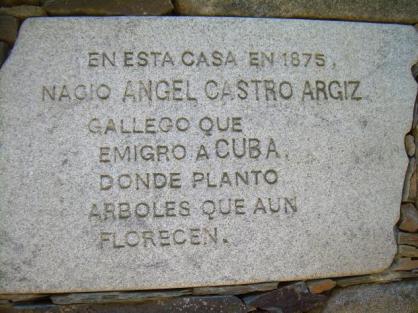 EN ESTA CASA EN 1875,
NACIO ANGEL CASTRO ARGIZ
GALLEGO QUE
EMIGRO A CUBA,
DONDE PLANTO
ARBOLES QUE AUN
FLORECEN.